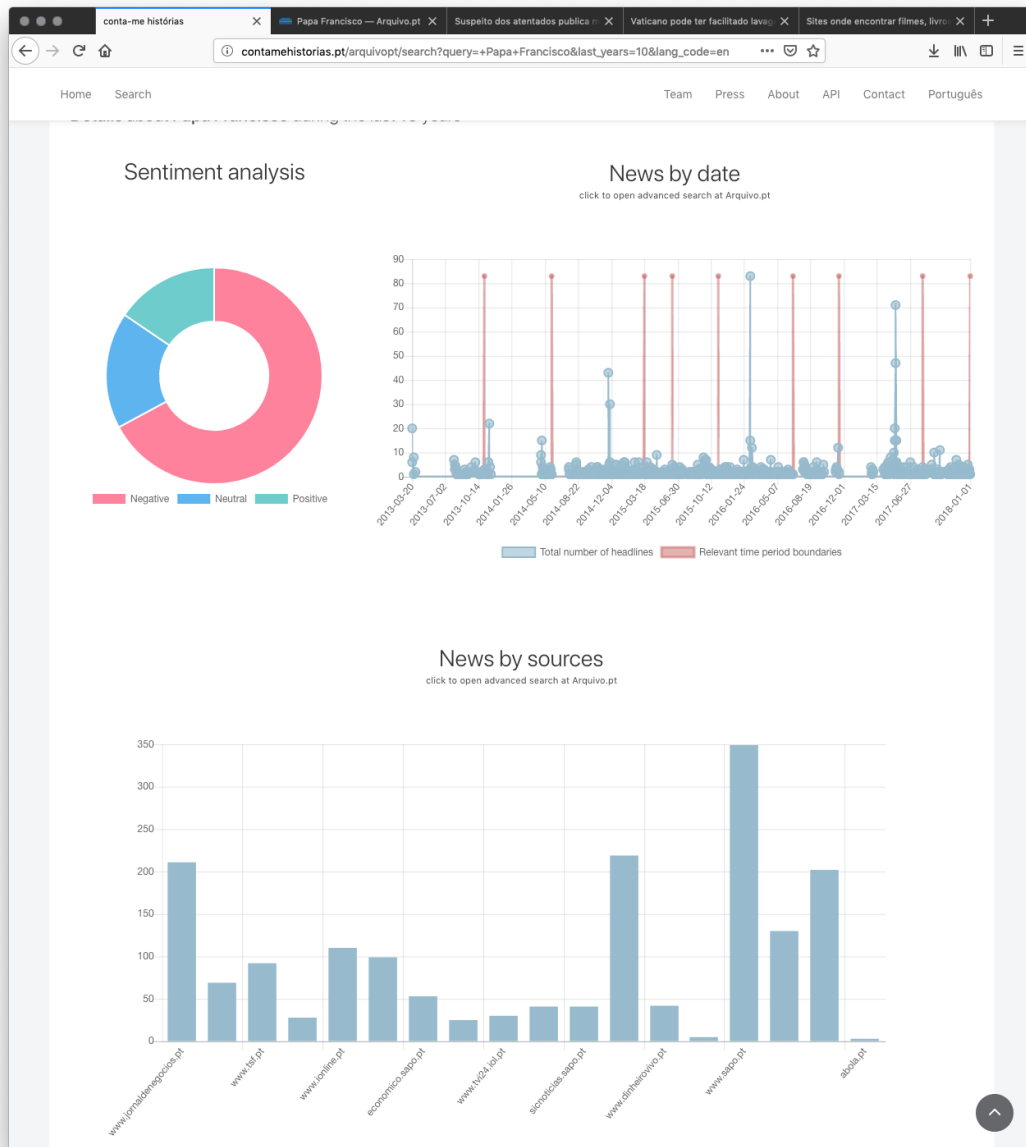 conta-me histórias
Papa Francisco — Arquivo.pt
Suspeito dos atentados publica
Vaticano pode ter facilitado lavag
Sites onde encontrar filmes, livros
contamehistorias.pt/arquivopt/search?query=+Papa+Francisco&last_years=10&lang_code=en
Home Search Team Press About API Contact Português
Sentiment analysis
Negative Neutral Positive
News by date
click to open advanced search at Arquivo.pt
90
80
70
60
50
40
30
20
10
0
2013-03-20 2013-07-02 2013-10-14 2014-01-26 2014-05-10 2014-08-22 2014-12-04 2015-03-18 2015-06-30 2015-10-12 2016-01-24 2016-05-07 2016-08-19 2016-12-01 2017-03-15 2017-06-27 2018-01-01
Total number of headlines Relevant time period boundaries
News by sources
click to open advanced search at Arquivo.pt
350
300
250
200
150
100
50
0
www.jornaldenegocios.pt www.tsf.pt www.ionline.pt economico.sapo.pt www.tvi24.iol.pt sicnoticias.sapo.pt www.dinheirovivo.pt www.sapo.pt abola.pt